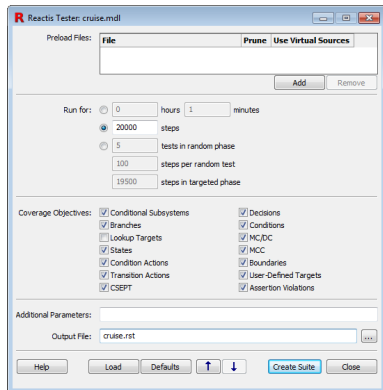 R Reactis Tester: cruise.mdl
Preload Files: File Prune Use Virtual Sources
Add Remove
Run for: 0 hours 1 minutes
20000 steps
5 tests in random phase
100 steps per random test
19500 steps in targeted phase
Coverage Objectives: Conditional Subsystems Decisions
Branches Conditions
Lookup Targets MC/DC
States MCC
Condition Actions Boundaries
Transition Actions User-Defined Targets
CSEPT Assertion Violations
Additional Parameters:
Output File: cruise.rst ...
Help Load Defaults ↑ ↓ Create Suite Close